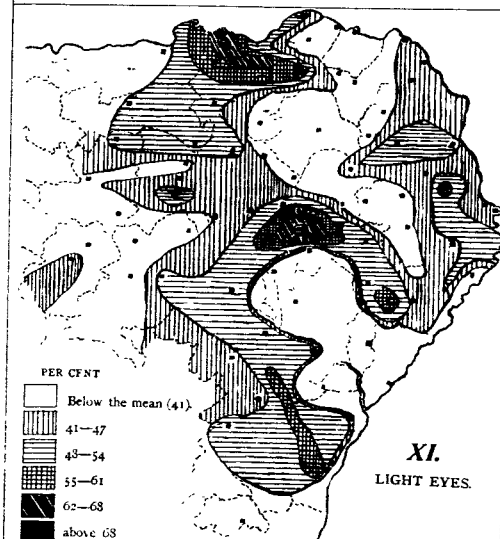 PER CENT
Below the mean (41).
41—47
48—54
55—61
62—68
above 68
XI.
LIGHT EYES.